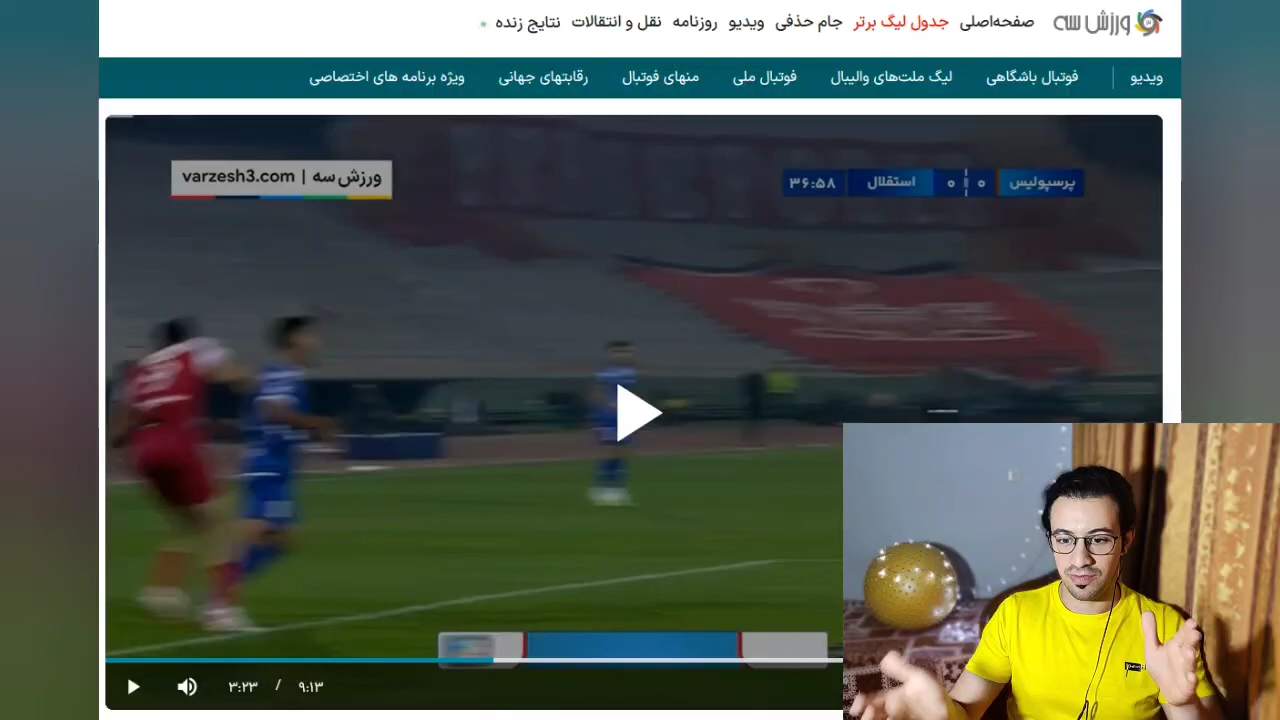 ورزش سه صفحه‌اصلی جدول لیگ برتر جام حذفی ویدیو روزنامه نقل و انتقالات نتایج زنده
ویدیو فوتبال باشگاهی لیگ ملت‌های والیبال فوتبال ملی منهای فوتبال رقابتهای جهانی ویژه برنامه های اختصاصی
varzesh3.com | ورزش سه
پرسپولیس ۰ ۰ استقلال ۳۶:۵۸
۳:۲۳ / ۹:۱۳